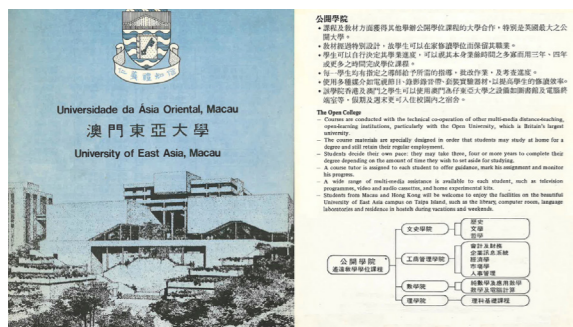 仁義禮知信
Universidade da Ásia Oriental, Macau
澳門東亞大學
University of East Asia, Macau
公開學院
• 課程及教材方面獲得其他舉辦公開學位課程的大學合作，特別是英國最大之公
開大學。
• 教材經過特別設計，故學生可以在家修讀學位而保留其職業。
• 學生可以自行決定其學業進度，可以視其本身業餘時間之多寡而用三年、四年
或更多之時間完成學位課程。
• 每一學生均有指定之導師給予所需的指導，批改作業，及考查進度。
• 使用多種媒介如電視節目、錄影錄音帶、套裝實驗器材，以提高學生的修讀效率。
• 該學院香港及澳門學生可以使用澳門氹仔東亞大學之設備如圖書館及電腦終
端室等，假期及週末更可入住校園內之宿舍。
The Open College
– Courses are conducted with the technical co-operation of other multi-media distance-teaching,
open-learning institutions, particularly with the Open University, which is Britain's largest
university.
– The course materials are specially designed in order that students may study at home for a
degree and still retain their regular employment.
– Students decide their own pace; they may take three, four or more years to complete their
degree depending on the amount of time they wish to set aside for studying.
– A course tutor is assigned to each student to offer guidance, mark his assignment and monitor
his progress.
– A wide range of multi-media assistance is available to each student, such as television
programmes, video and audio cassettes, and home experimental kits.
– Students from Macau and Hong Kong will be welcome to enjoy the facilities on the beautiful
University of East Asia campus on Taipa Island, such as the library, computer room, language
laboratories and residence in hostels during vacations and weekends.
公開學院
遙遠教學學位課程
文史學院
歷史
文學
哲學
工商管理學院
會計及財務
企業訊息系統
經濟學
市場學
人事管理
數學院
純數學及應用數學
數學及電腦計算
理學院
理科基礎課程